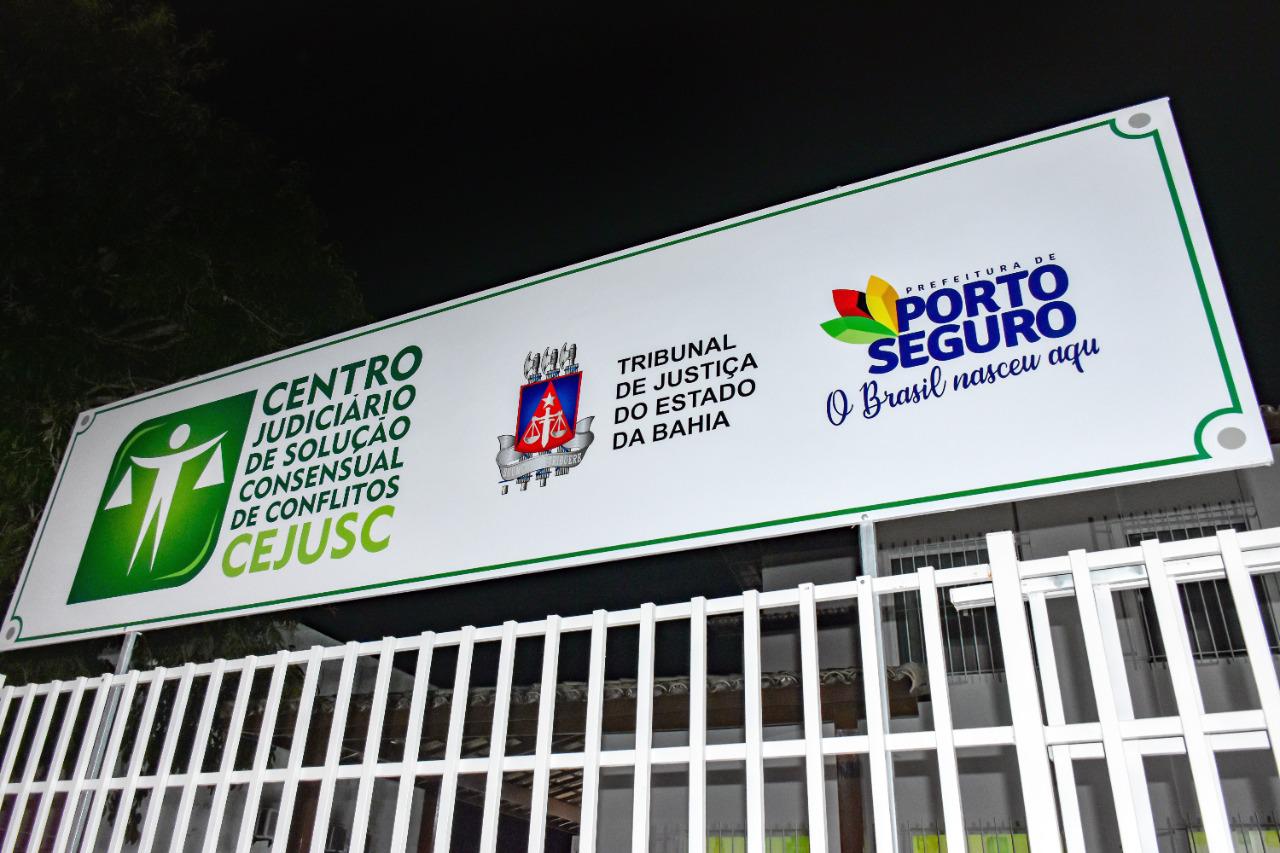 CENTRO
JUDICIÁRIO
DE SOLUÇÃO
CONSENSUAL
DE CONFLITOS
CEJUSC
TRIBUNAL
DE JUSTIÇA
DO ESTADO
DA BAHIA
PREFEITURA DE
PORTO
SEGURO
O Brasil nasceu aqui